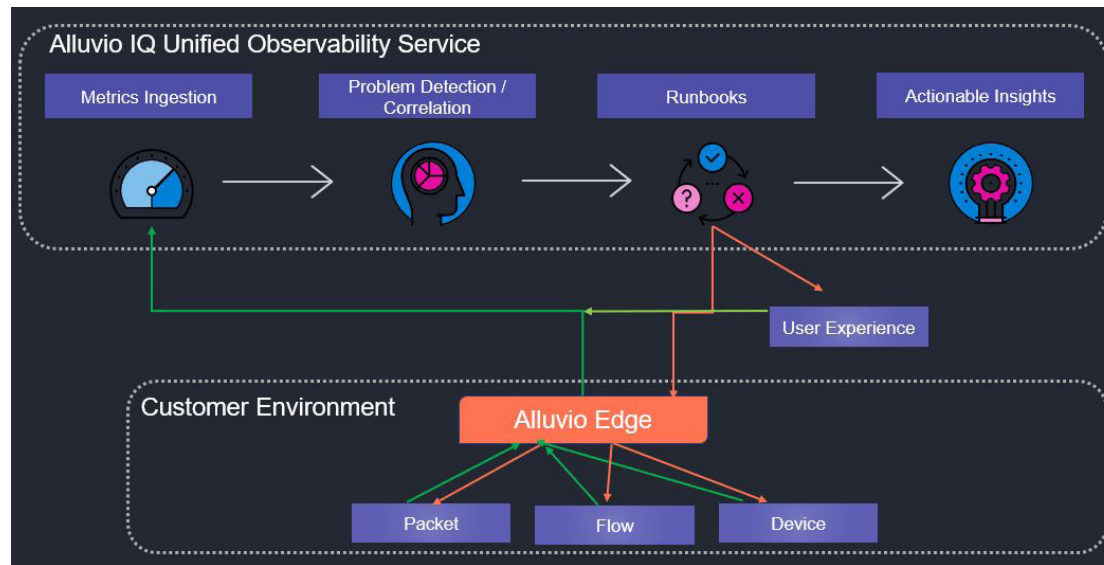 Alluvio IQ Unified Observability Service
Metrics Ingestion
Problem Detection /
Correlation
Runbooks
Actionable Insights
?
User Experience
Customer Environment
Alluvio Edge
Packet
Flow
Device